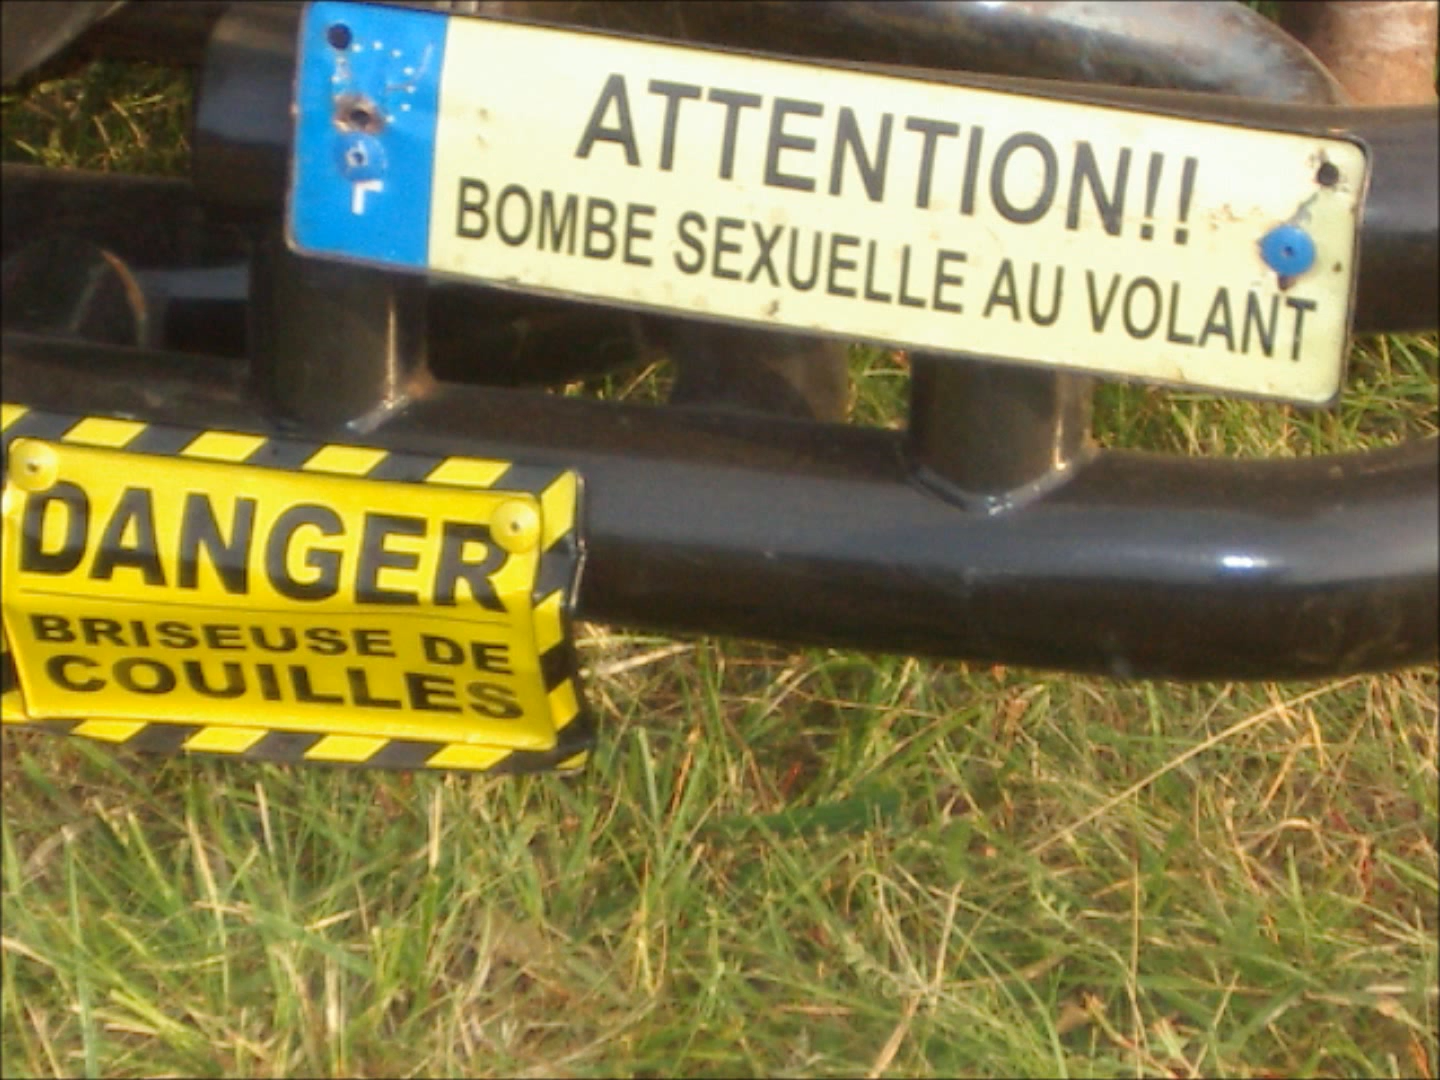 ATTENTION!!
BOMBE SEXUELLE AU VOLANT
DANGER
BRISEUSE DE
COUILLES